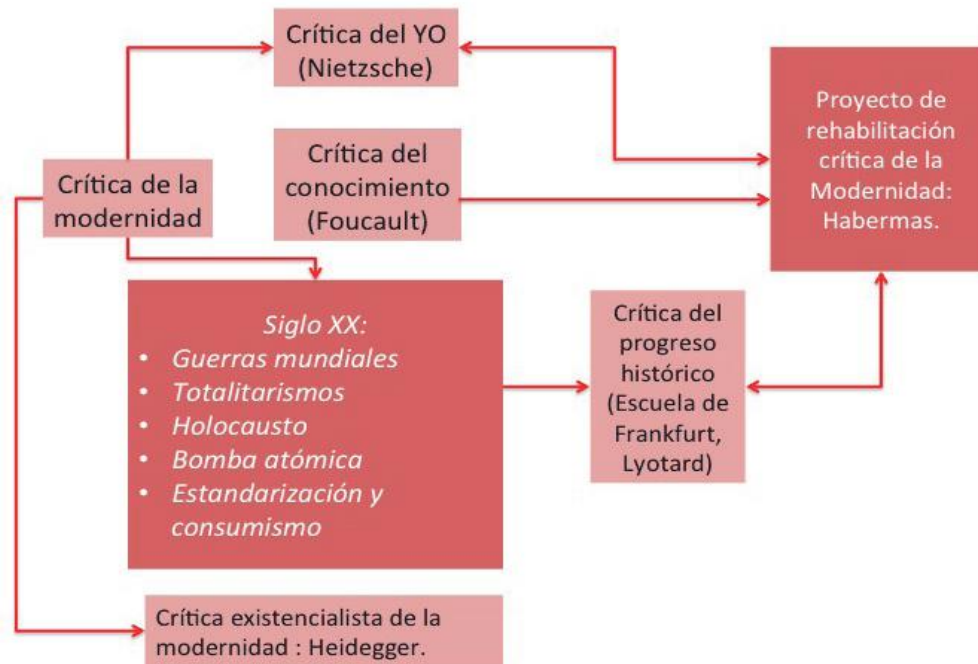 Crítica del YO
(Nietzsche)
Crítica del
conocimiento
(Foucault)
Proyecto de
rehabilitación
crítica de la
Modernidad:
Habermas.
Crítica de la
modernidad
Siglo XX:
• Guerras mundiales
• Totalitarismos
• Holocausto
• Bomba atómica
• Estandarización y
consumismo
Crítica del
progreso
histórico
(Escuela de
Frankfurt,
Lyotard)
Crítica existencialista de la
modernidad : Heidegger.